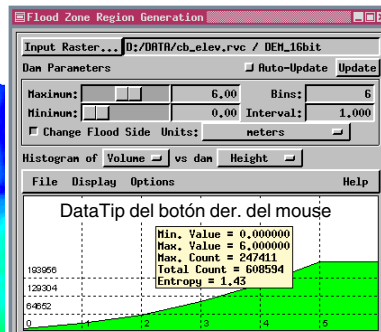 Flood Zone Region Generation
Input Raster... D:/DATA/cb_elev.rvc / DEM_16bit
Dam Parameters Auto-Update Update
Maximum: 6.00 Bins: 6
Minimum: 0.00 Interval: 1.000
Change Flood Side Units: meters
Histogram of Volume vs dam Height
File Display Options Help
DataTip del botón der. del mouse
Min. Value = 0.000000
Max. Value = 6.000000
Max. Count = 247411
Total Count = 608594
Entropy = 1.43
193956
129304
64652
0 1 2 3 4 5